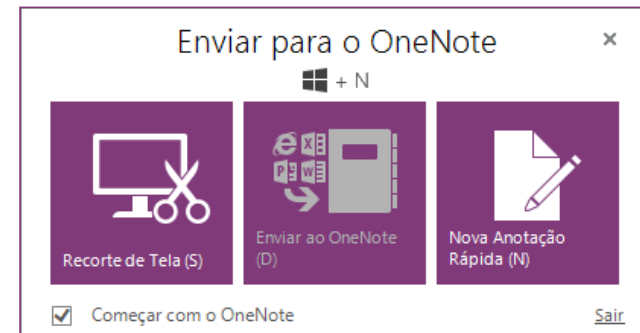 Enviar para o OneNote
+ N
Recorte de Tela (S)
Enviar ao OneNote
(D)
Nova Anotação
Rápida (N)
Começar com o OneNote
Sair